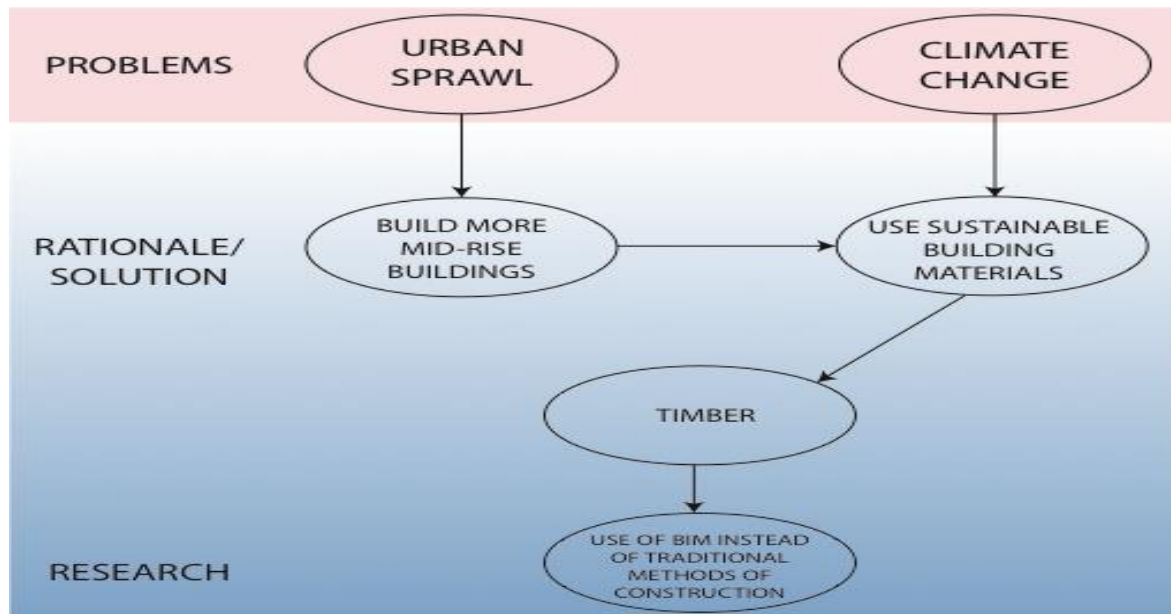 PROBLEMS
URBAN
SPRAWL
CLIMATE
CHANGE
RATIONALE/
SOLUTION
BUILD MORE
MID-RISE
BUILDINGS
USE SUSTAINABLE
BUILDING
MATERIALS
TIMBER
RESEARCH
USE OF BIM INSTEAD
OF TRADITIONAL
METHODS OF
CONSTRUCTION